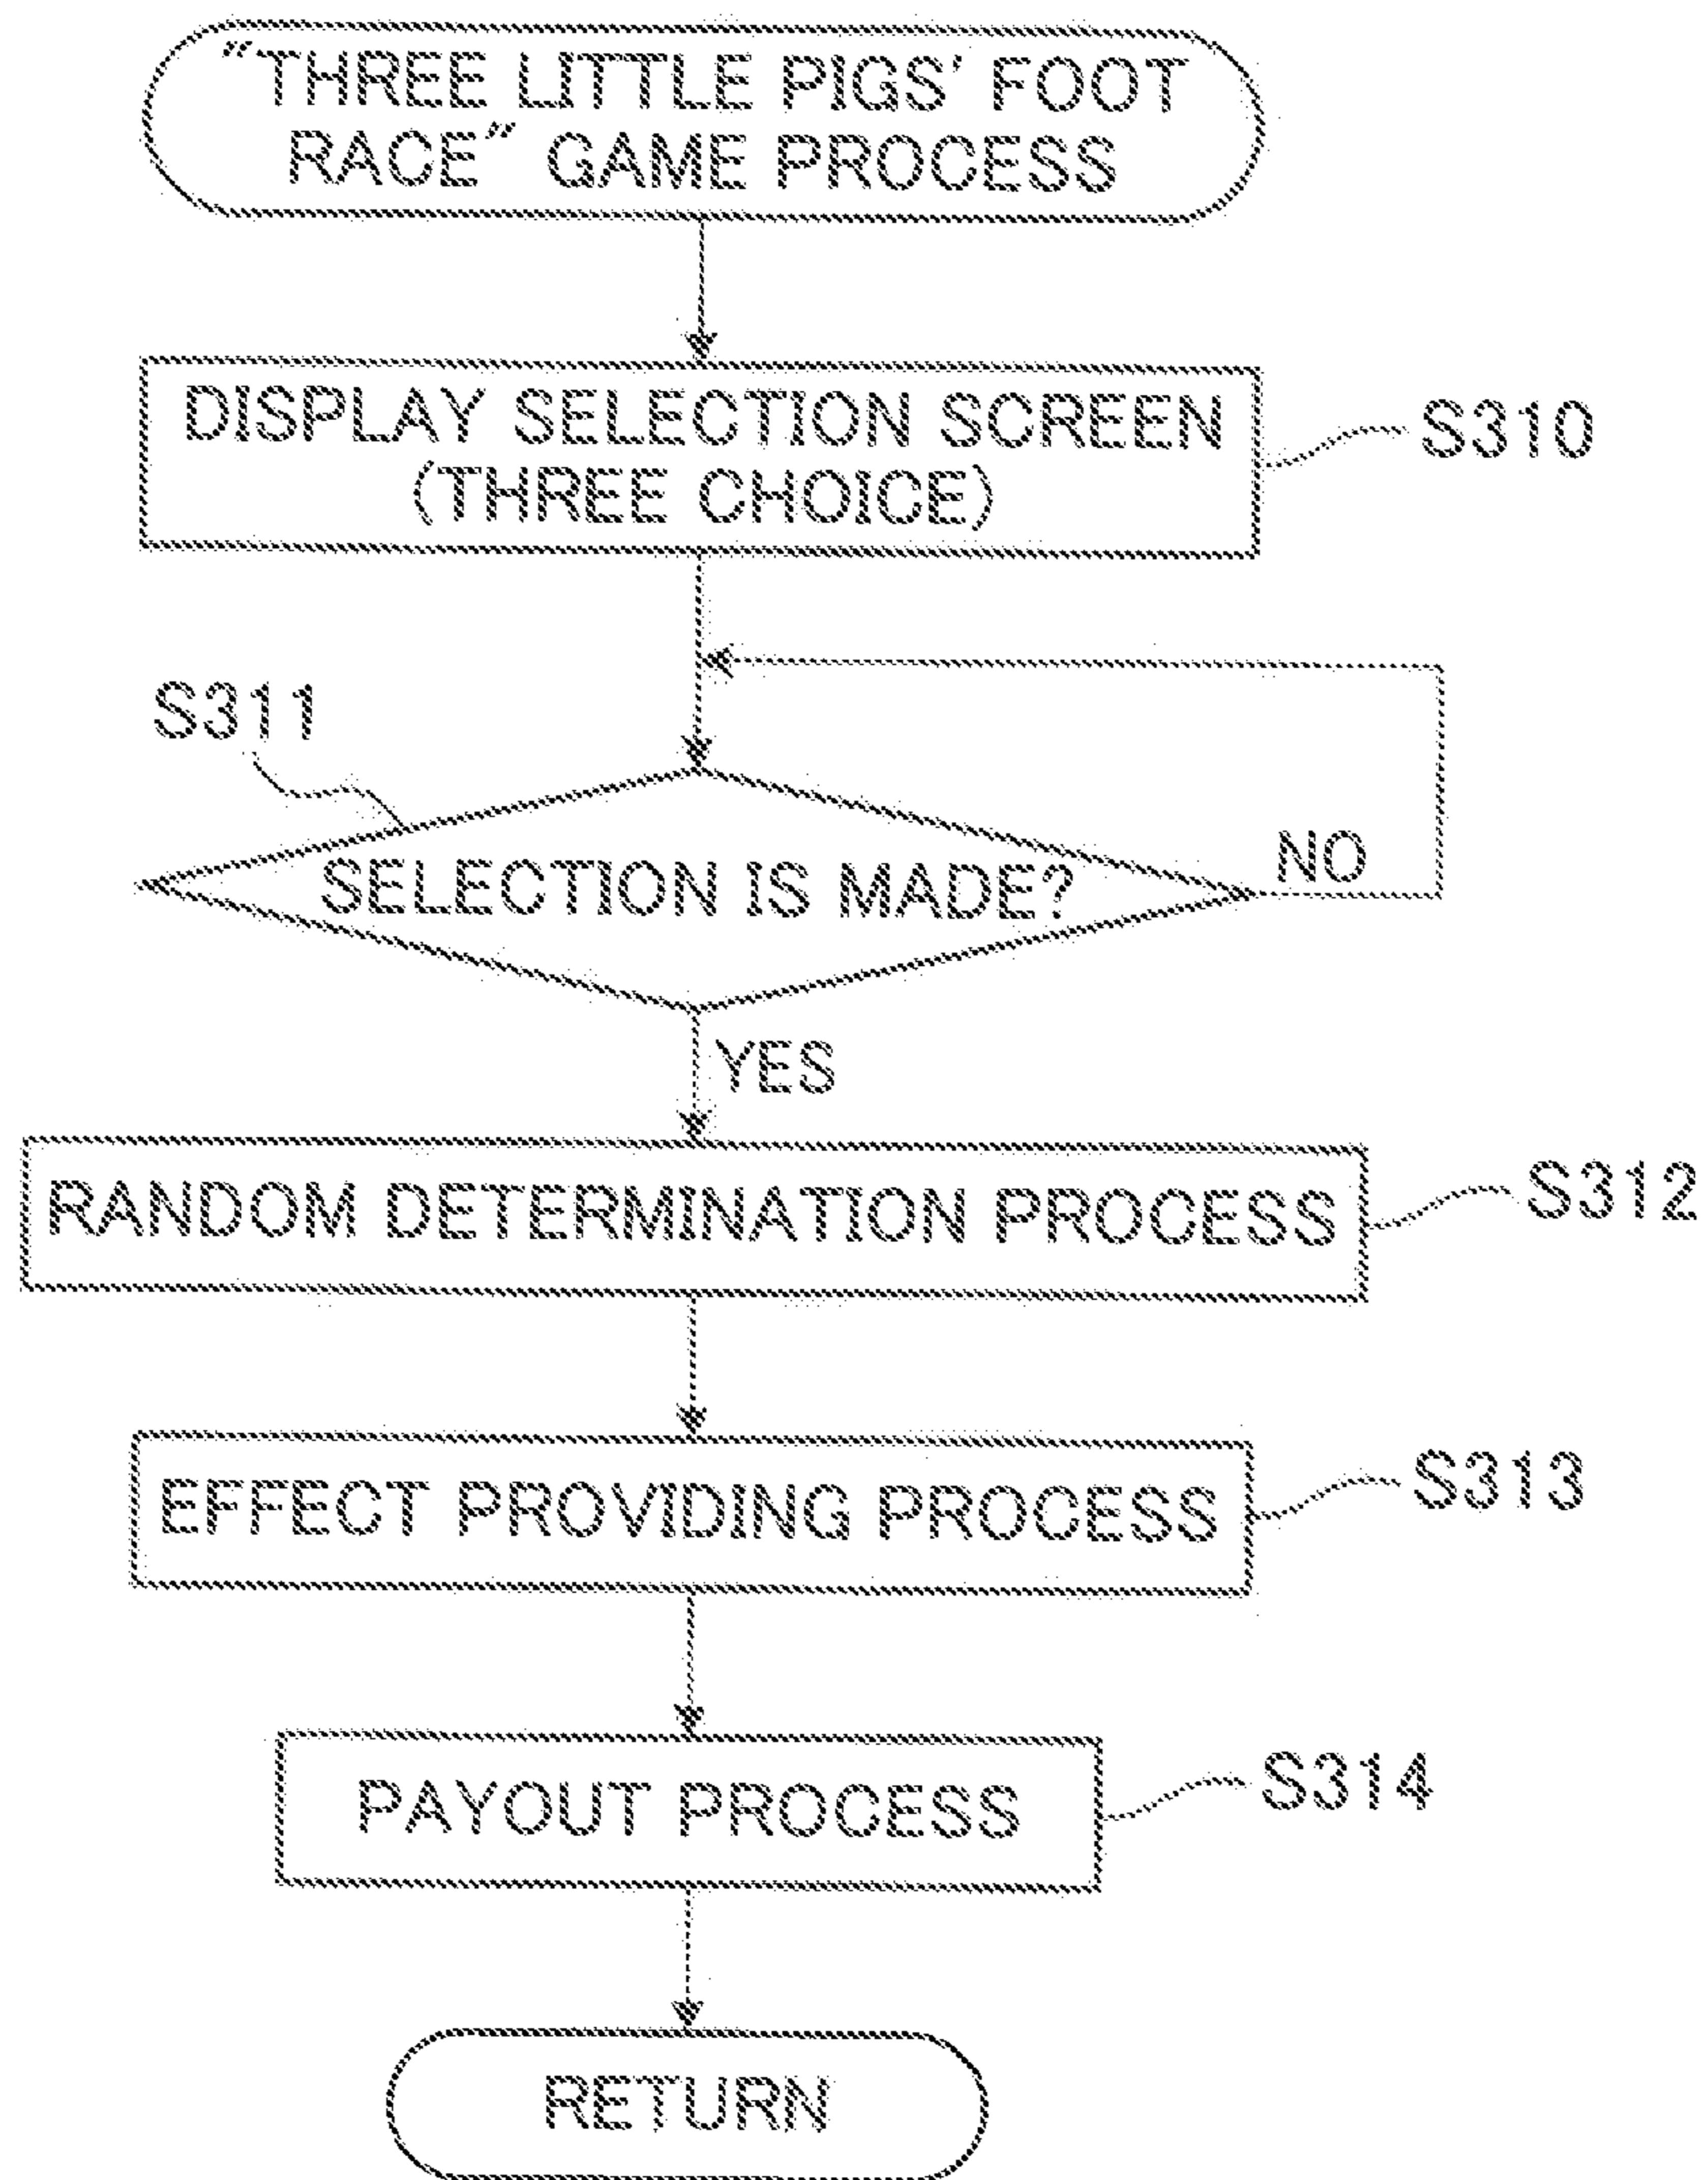 "THREE LITTLE PIGS' FOOT
RACE" GAME PROCESS
DISPLAY SELECTION SCREEN
(THREE CHOICE)
S310
S311
SELECTION IS MADE?
NO
YES
RANDOM DETERMINATION PROCESS
S312
EFFECT PROVIDING PROCESS
S313
PAYOUT PROCESS
S314
RETURN